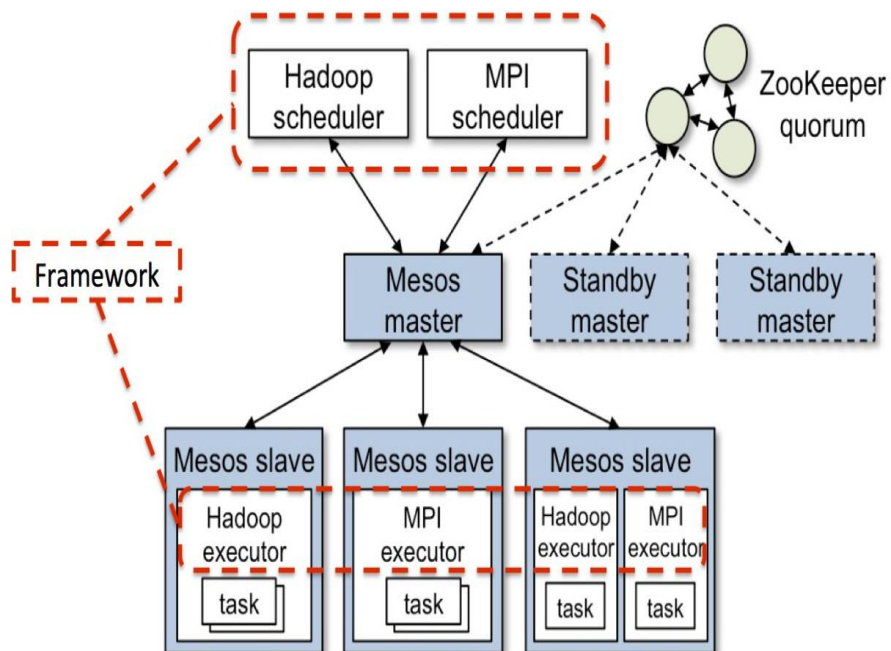 Hadoop
scheduler
MPI
scheduler
ZooKeeper
quorum
Framework
Mesos
master
Standby
master
Standby
master
Mesos slave
Hadoop
executor
task
Mesos slave
MPI
executor
task
Mesos slave
Hadoop
executor
task
MPI
executor
task